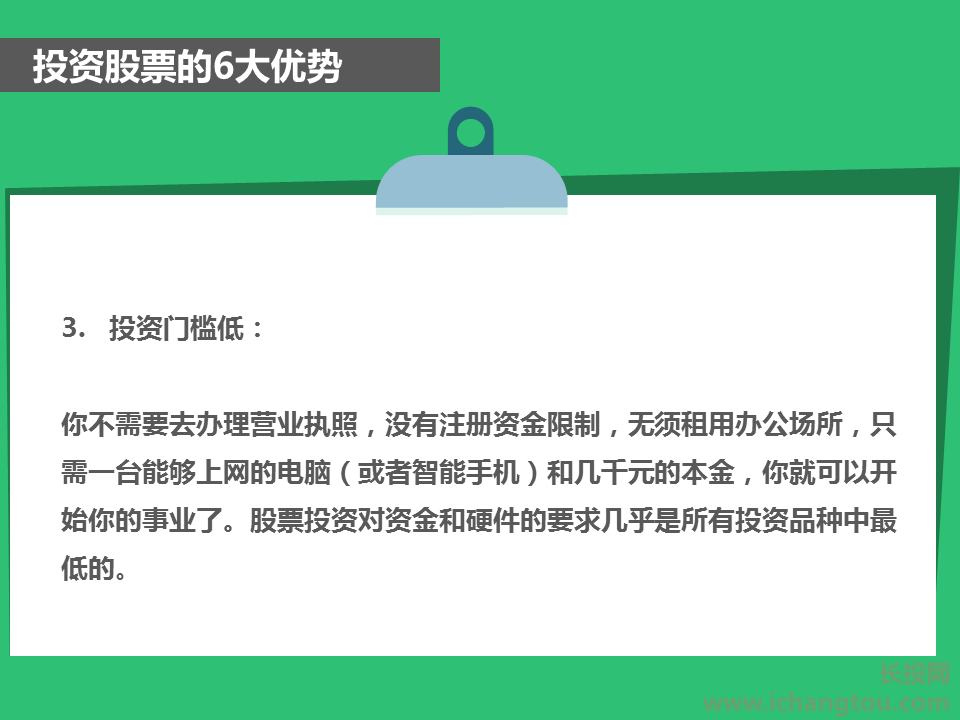 投资股票的6大优势
3. 投资门槛低：
你不需要去办理营业执照，没有注册资金限制，无须租用办公场所，只
需一台能够上网的电脑（或者智能手机）和几千元的本金，你就可以开
始你的事业了。股票投资对资金和硬件的要求几乎是所有投资品种中最
低的。
长投网
www.ichangtou.com